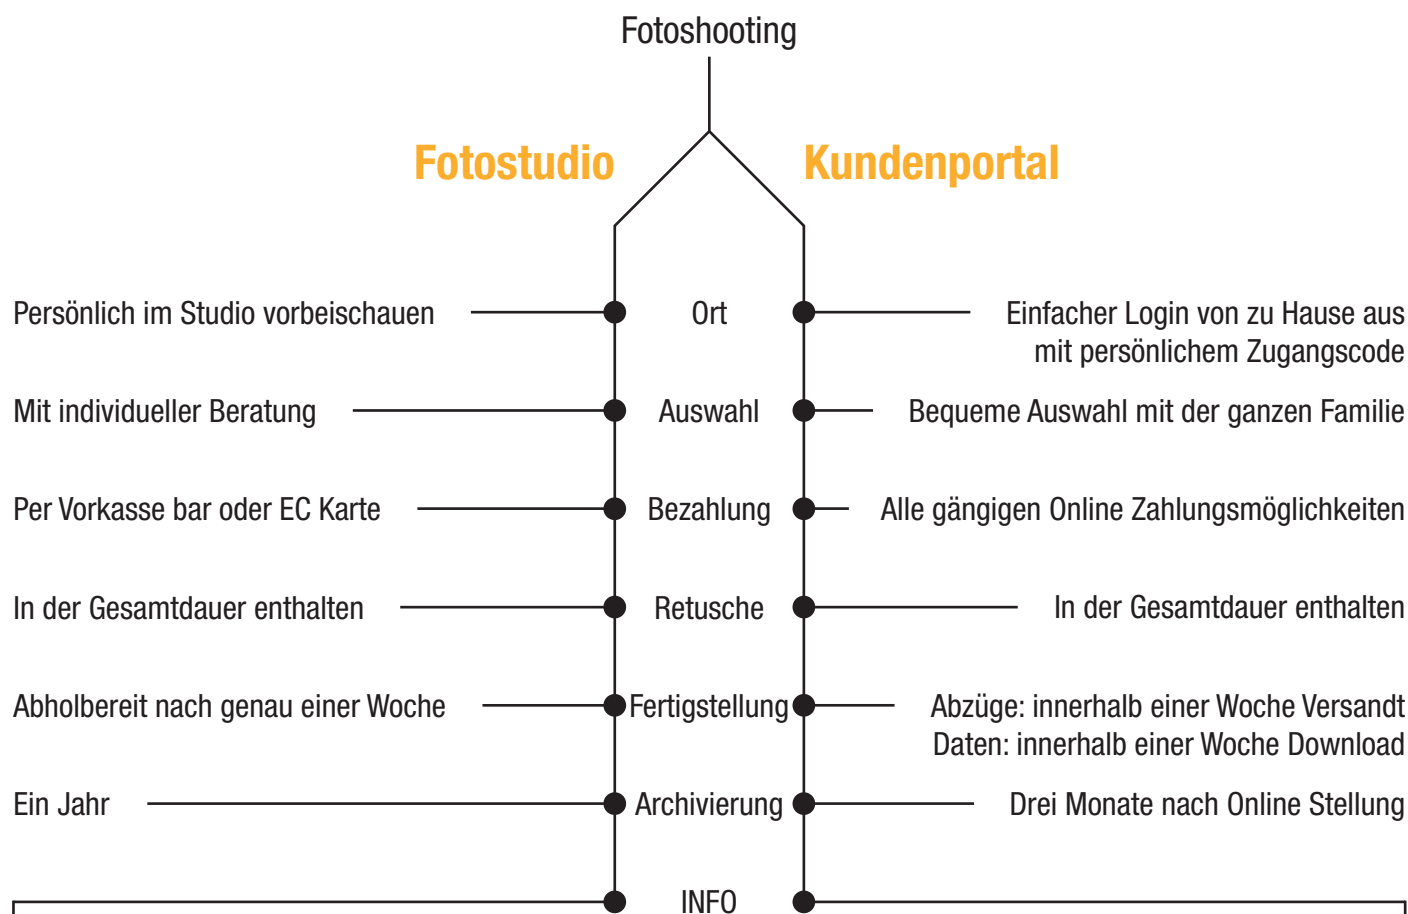 Fotoshooting
Fotostudio
Kundenportal
Persönlich im Studio vorbeischauen
Ort
Einfacher Login von zu Hause aus
mit persönlichem Zugangscode
Mit individueller Beratung
Auswahl
Bequeme Auswahl mit der ganzen Familie
Per Vorkasse bar oder EC Karte
Bezahlung
Alle gängigen Online Zahlungsmöglichkeiten
In der Gesamtdauer enthalten
Retusche
In der Gesamtdauer enthalten
Abholbereit nach genau einer Woche
Fertigstellung
Abzüge: innerhalb einer Woche Versandt
Daten: innerhalb einer Woche Download
Ein Jahr
Archivierung
Drei Monate nach Online Stellung
INFO